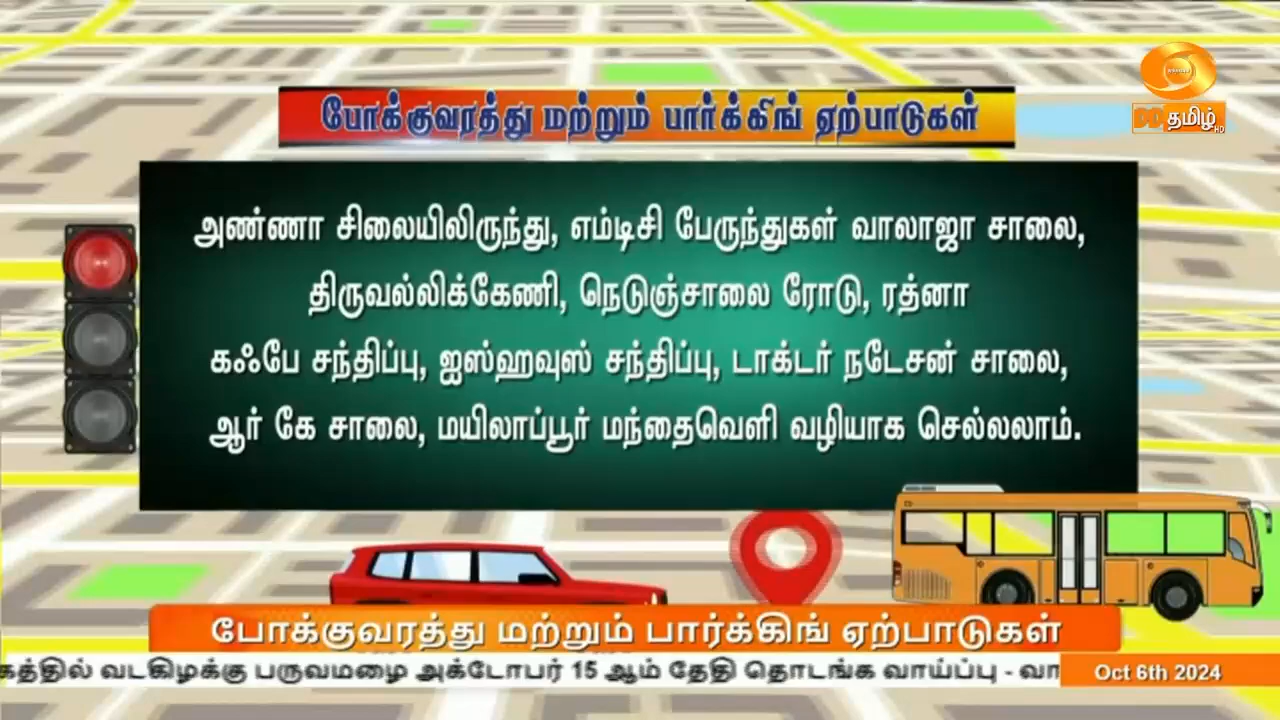 போக்குவரத்து மற்றும் பார்க்கிங் ஏற்பாடுகள்
DD தமிழ் HD
அண்ணா சிலையிலிருந்து, எம்டிசி பேருந்துகள் வாலாஜா சாலை,
திருவல்லிக்கேணி, நெடுஞ்சாலை ரோடு, ரத்னா
கஃபே சந்திப்பு, ஐஸ்ஹவுஸ் சந்திப்பு, டாக்டர் நடேசன் சாலை,
ஆர் கே சாலை, மயிலாப்பூர் மந்தைவெளி வழியாக செல்லலாம்.
போக்குவரத்து மற்றும் பார்க்கிங் ஏற்பாடுகள்
கத்தில் வடகிழக்கு பருவமழை அக்டோபர் 15 ஆம் தேதி தொடங்க வாய்ப்பு - வா
Oct 6th 2024